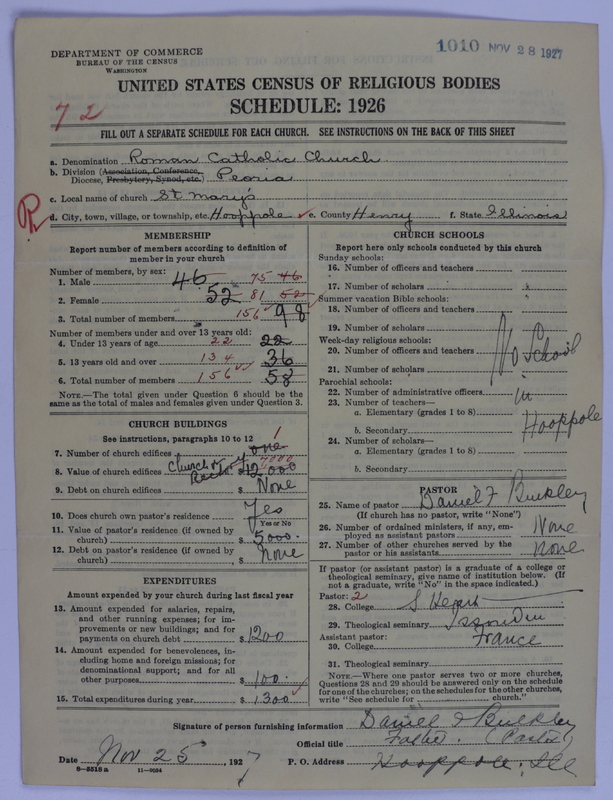 DEPARTMENT OF COMMERCE
BUREAU OF THE CENSUS
WASHINGTON
1010 NOV 28 1927
UNITED STATES CENSUS OF RELIGIOUS BODIES
SCHEDULE: 1926
72
FILL OUT A SEPARATE SCHEDULE FOR EACH CHURCH. SEE INSTRUCTIONS ON THE BACK OF THIS SHEET
a. Denomination Roman Catholic Church
b. Division (Association, Conference, Diocese, Presbytery, Synod, etc.) Peoria
c. Local name of church St Mary's
R
d. City, town, village, or township, etc. Hooppole e. County Henry f. State Illinois
MEMBERSHIP
Report number of members according to definition of member in your church
Number of members by sex:
1. Male 46 75 46
2. Female 52 81 52
3. Total number of members 156 98
Number of members under and over 13 years old:
4. Under 13 years of age 22 22
5. 13 years old and over 134 36
6. Total number of members 156 58
NOTE.—The total given under Question 6 should be the same as the total of males and females given under Question 3.
CHURCH BUILDINGS
See instructions, paragraphs 10 to 12
7. Number of church edifices 1 one
8. Value of church edifices Church & $12000 7000
9. Debt on church edifices $ None
10. Does church own pastor's residence Yes
Yes or No
11. Value of pastor's residence (if owned by church) $ 5000.
12. Debt on pastor's residence (if owned by church) $ None
EXPENDITURES
Amount expended by your church during last fiscal year
13. Amount expended for salaries, repairs, and other running expenses; for improvements or new buildings; and for payments on church debt $1200
14. Amount expended for benevolences, including home and foreign missions; for denominational support; and for all other purposes $ 100.
15. Total expenditures during year $ 1300
CHURCH SCHOOLS
Report here only schools conducted by this church
Sunday schools:
16. Number of officers and teachers
17. Number of scholars
Summer vacation Bible schools:
18. Number of officers and teachers
19. Number of scholars
Week-day religious schools:
20. Number of officers and teachers
21. Number of scholars
Parochial schools:
22. Number of administrative officers
23. Number of teachers—
a. Elementary (grades 1 to 8)
b. Secondary
24. Number of scholars—
a. Elementary (grades 1 to 8)
b. Secondary
No School
in
Hooppole
PASTOR
25. Name of pastor Daniel F Bulkley
(If church has no pastor, write "None")
26. Number of ordained ministers, if any, employed as assistant pastors None
27. Number of other churches served by the pastor or his assistants None
If pastor (or assistant pastor) is a graduate of a college or theological seminary, give name of institution below. (If not a graduate, write "No" in the space indicated.)
Pastor: 2
28. College
29. Theological seminary Issoudun
France
Assistant pastor:
30. College
31. Theological seminary
NOTE.—Where one pastor serves two or more churches, Questions 28 and 29 should be answered only on the schedule for one of the churches; on the schedules for the other churches, write "See schedule for church."
Signature of person furnishing information Daniel F Bulkley
Official title Father. (Pastor)
Date Nov 25, 1927 P. O. Address Hooppole, Ill
8—5518 a 11—9034